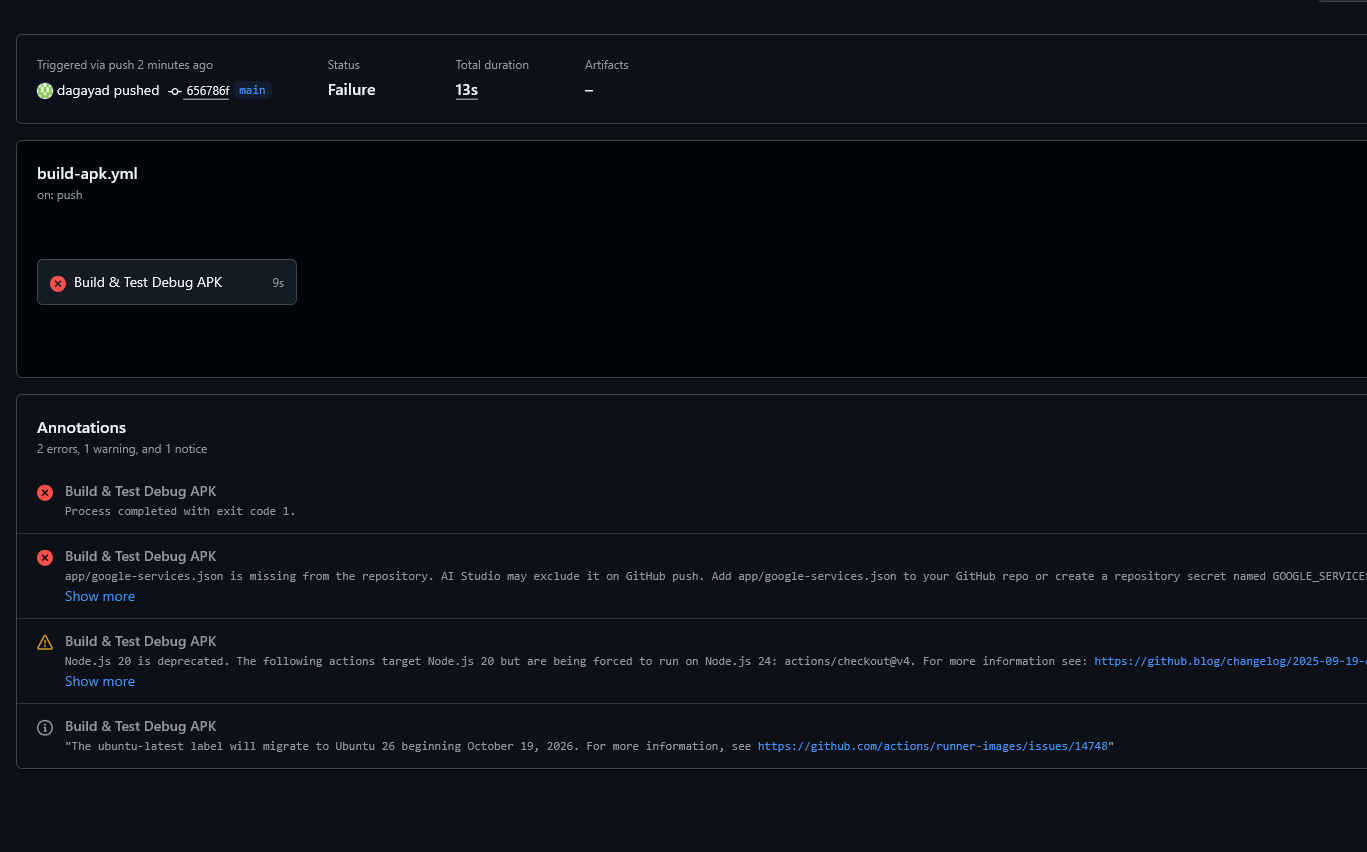 Triggered via push 2 minutes ago
dagayad pushed 656786f main
Status
Failure
Total duration
13s
Artifacts
–
build-apk.yml
on: push
Build & Test Debug APK 9s
Annotations
2 errors, 1 warning, and 1 notice
Build & Test Debug APK
Process completed with exit code 1.
Build & Test Debug APK
app/google-services.json is missing from the repository. AI Studio may exclude it on GitHub push. Add app/google-services.json to your GitHub repo or create a repository secret named GOOGLE_SERVICES
Show more
Build & Test Debug APK
Node.js 20 is deprecated. The following actions target Node.js 20 but are being forced to run on Node.js 24: actions/checkout@v4. For more information see: https://github.blog/changelog/2025-09-19-
Show more
Build & Test Debug APK
"The ubuntu-latest label will migrate to Ubuntu 26 beginning October 19, 2026. For more information, see https://github.com/actions/runner-images/issues/14748"